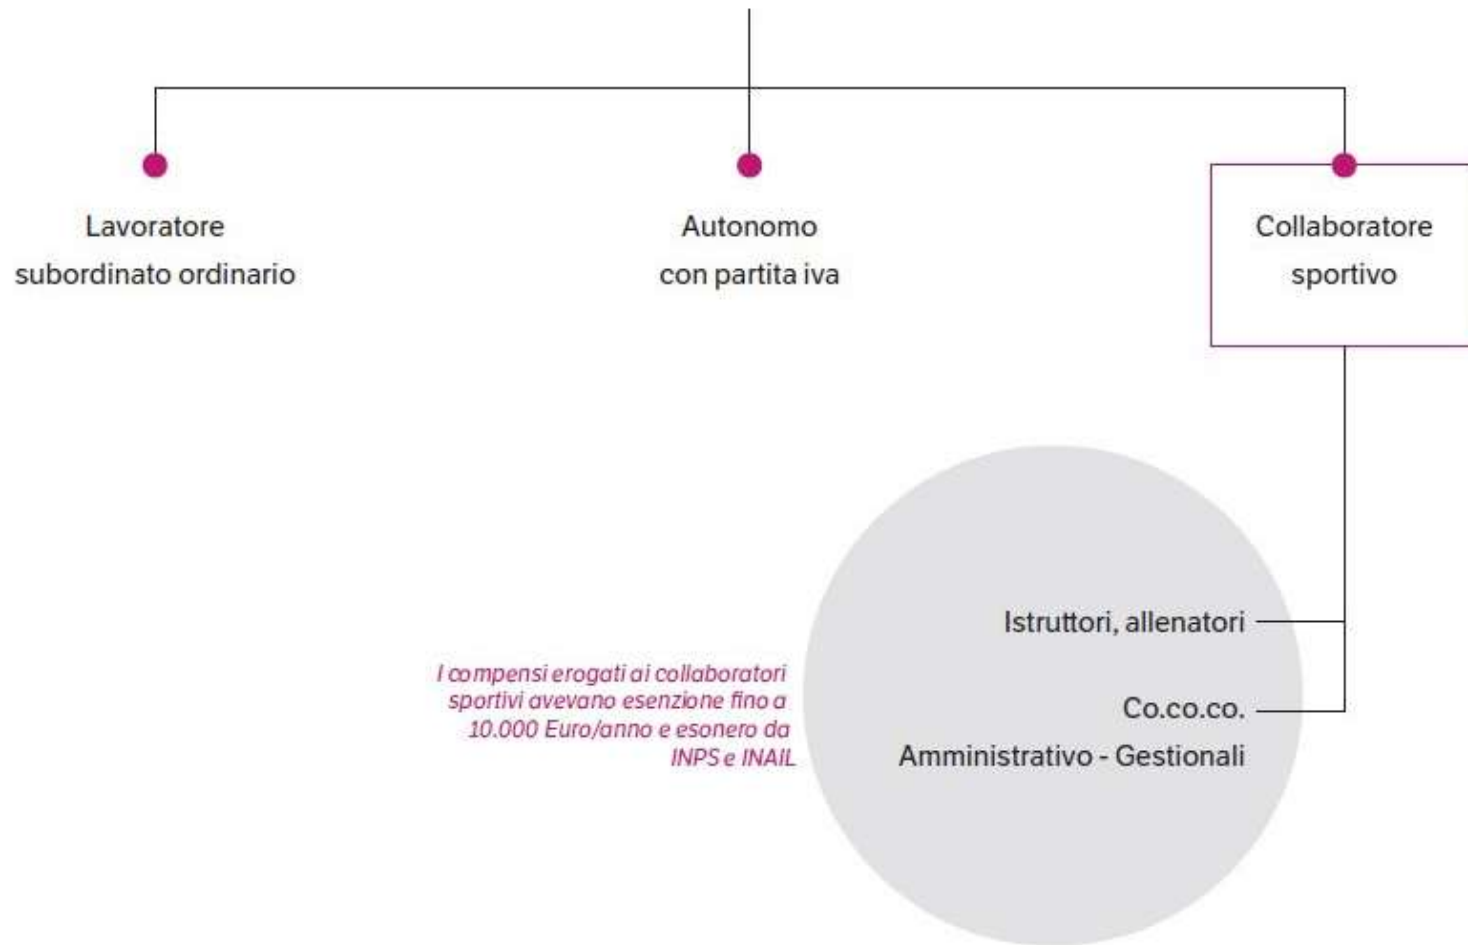 Lavoratore
subordinato ordinario
Autonomo
con partita iva
Collaboratore
sportivo
Istruttori, allenatori
I compensi erogati ai collaboratori
sportivi avevano esenzione fino a
10.000 Euro/anno e esonero da
INPS e INAIL
Co.co.co.
Amministrativo - Gestionali